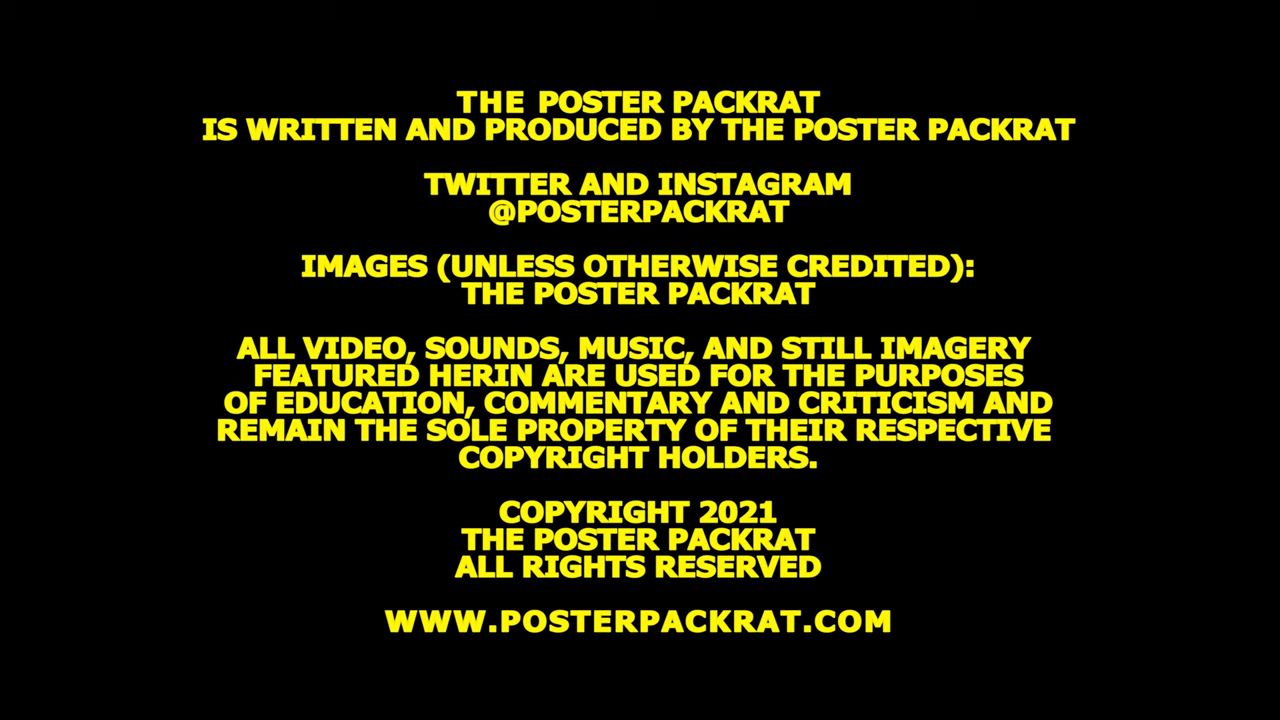 THE POSTER PACKRAT
IS WRITTEN AND PRODUCED BY THE POSTER PACKRAT
TWITTER AND INSTAGRAM
@POSTERPACKRAT
IMAGES (UNLESS OTHERWISE CREDITED):
THE POSTER PACKRAT
ALL VIDEO, SOUNDS, MUSIC, AND STILL IMAGERY
FEATURED HERIN ARE USED FOR THE PURPOSES
OF EDUCATION, COMMENTARY AND CRITICISM AND
REMAIN THE SOLE PROPERTY OF THEIR RESPECTIVE
COPYRIGHT HOLDERS.
COPYRIGHT 2021
THE POSTER PACKRAT
ALL RIGHTS RESERVED
WWW.POSTERPACKRAT.COM